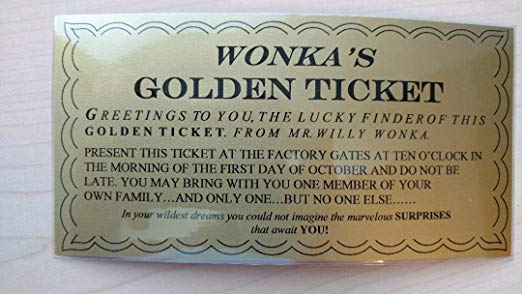 WONKA'S
GOLDEN TICKET
GREETINGS TO YOU, THE LUCKY FINDEROF THIS
GOLDEN TICKET, FROM MR. WILLY WONKA.
PRESENT THIS TICKET AT THE FACTORY GATES AT TEN O'CLOCK IN
THE MORNING OF THE FIRST DAY OF OCTOBER AND DO NOT BE
LATE. YOU MAY BRING WITH YOU ONE MEMBER OF YOUR
OWN FAMILY...AND ONLY ONE...BUT NO ONE ELSE......
In your wildest dreams you could not imagine the marvelous SURPRISES
that await YOU!